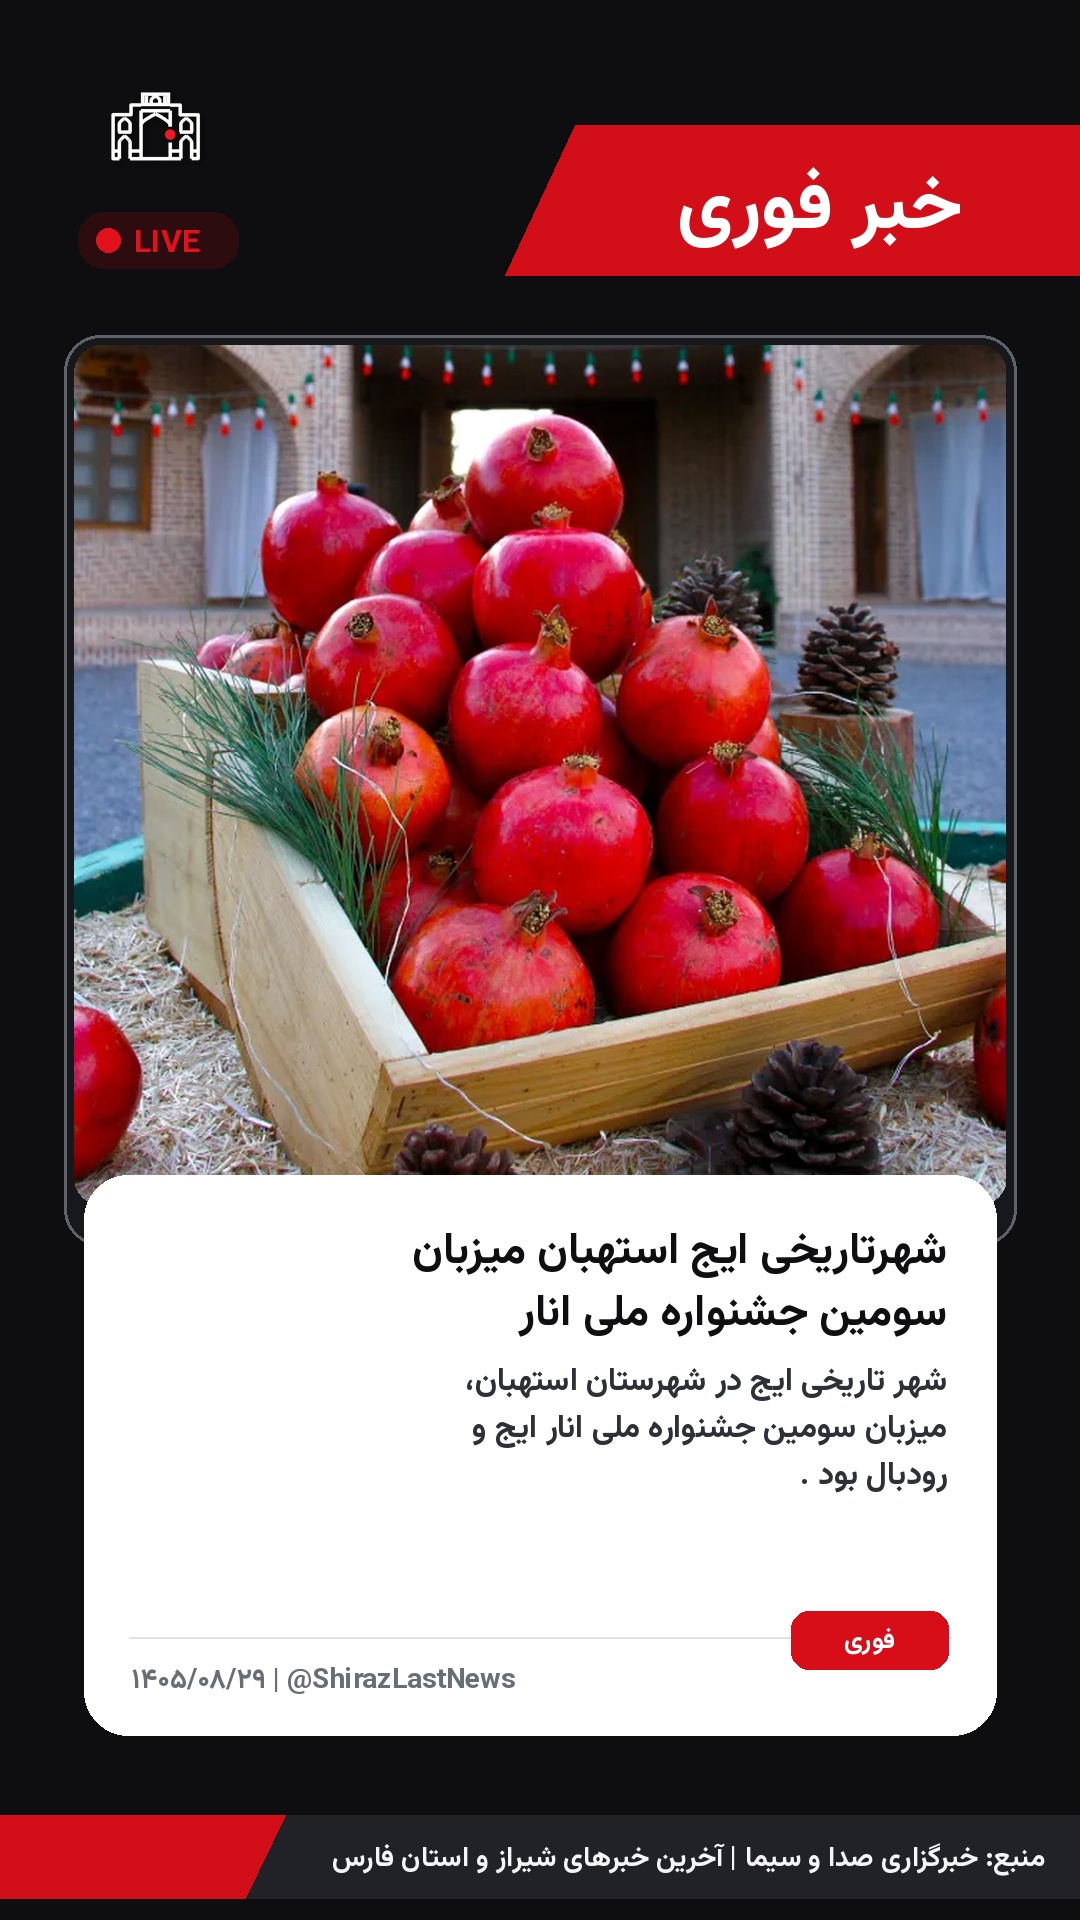 خبر فوری
LIVE
شهرتاریخی ایج استهبان میزبان
سومین جشنواره ملی انار
شهر تاریخی ایج در شهرستان استهبان،
میزبان سومین جشنواره ملی انار ایج و
رودبال بود .
فوری
۱۴۰۵/۰۸/۲۹ | @ShirazLastNews
منبع: خبرگزاری صدا و سیما | آخرین خبرهای شیراز و استان فارس